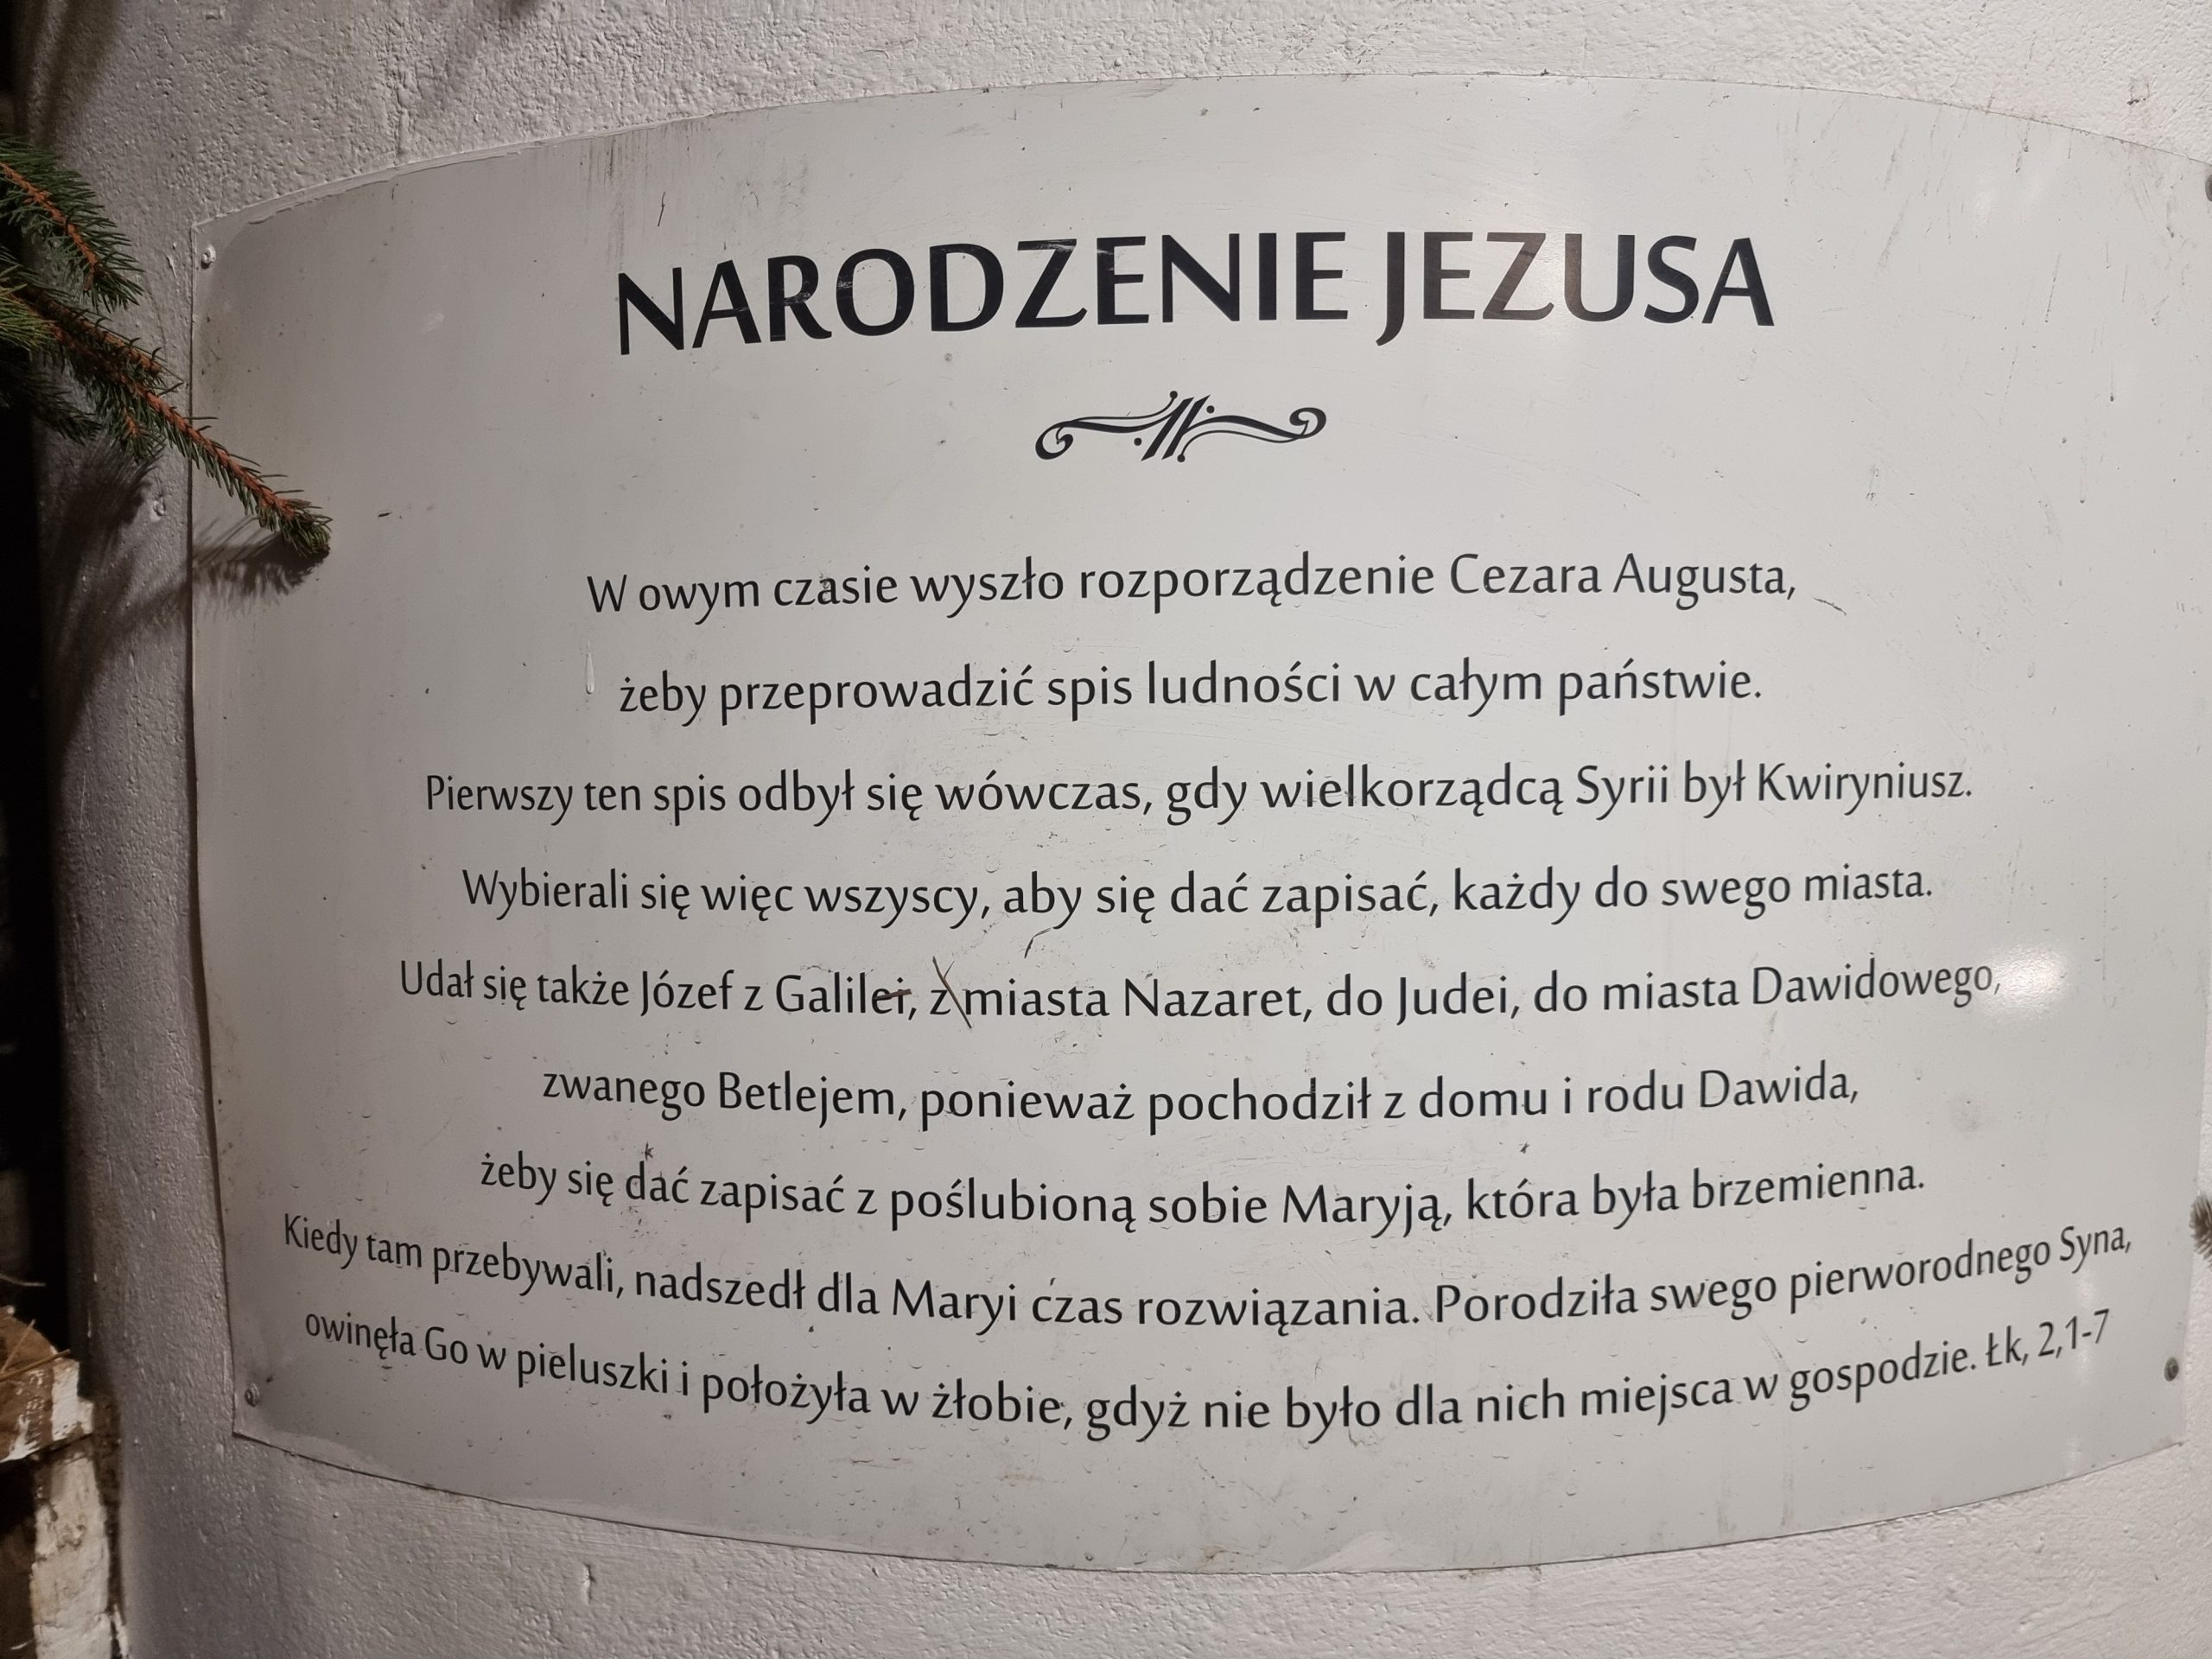 NARODZENIE JEZUSA
W owym czasie wyszło rozporządzenie Cezara Augusta,
żeby przeprowadzić spis ludności w całym państwie.
Pierwszy ten spis odbył się wówczas, gdy wielkorządcą Syrii był Kwiryniusz.
Wybierali się więc wszyscy, aby się dać zapisać, każdy do swego miasta.
Udał się także Józef z Galilei, z miasta Nazaret, do Judei, do miasta Dawidowego,
zwanego Betlejem, ponieważ pochodził z domu i rodu Dawida,
żeby się dać zapisać z poślubioną sobie Maryją, która była brzemienna.
Kiedy tam przebywali, nadszedł dla Maryi czas rozwiązania. Porodziła swego pierworodnego Syna,
owinęła Go w pieluszki i położyła w żłobie, gdyż nie było dla nich miejsca w gospodzie. Łk, 2,1-7